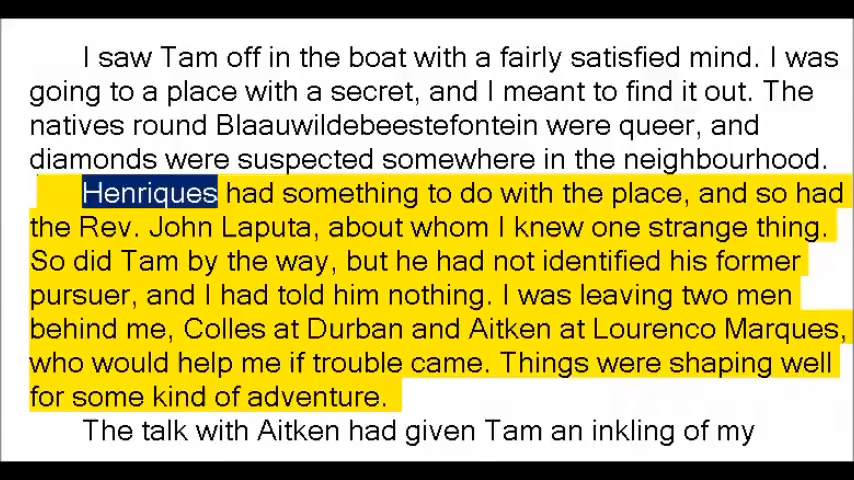 I saw Tam off in the boat with a fairly satisfied mind. I was
going to a place with a secret, and I meant to find it out. The
natives round Blaauwildebeestefontein were queer, and
diamonds were suspected somewhere in the neighbourhood.
Henriques had something to do with the place, and so had
the Rev. John Laputa, about whom I knew one strange thing.
So did Tam by the way, but he had not identified his former
pursuer, and I had told him nothing. I was leaving two men
behind me, Colles at Durban and Aitken at Lourenco Marques,
who would help me if trouble came. Things were shaping well
for some kind of adventure.
The talk with Aitken had given Tam an inkling of my